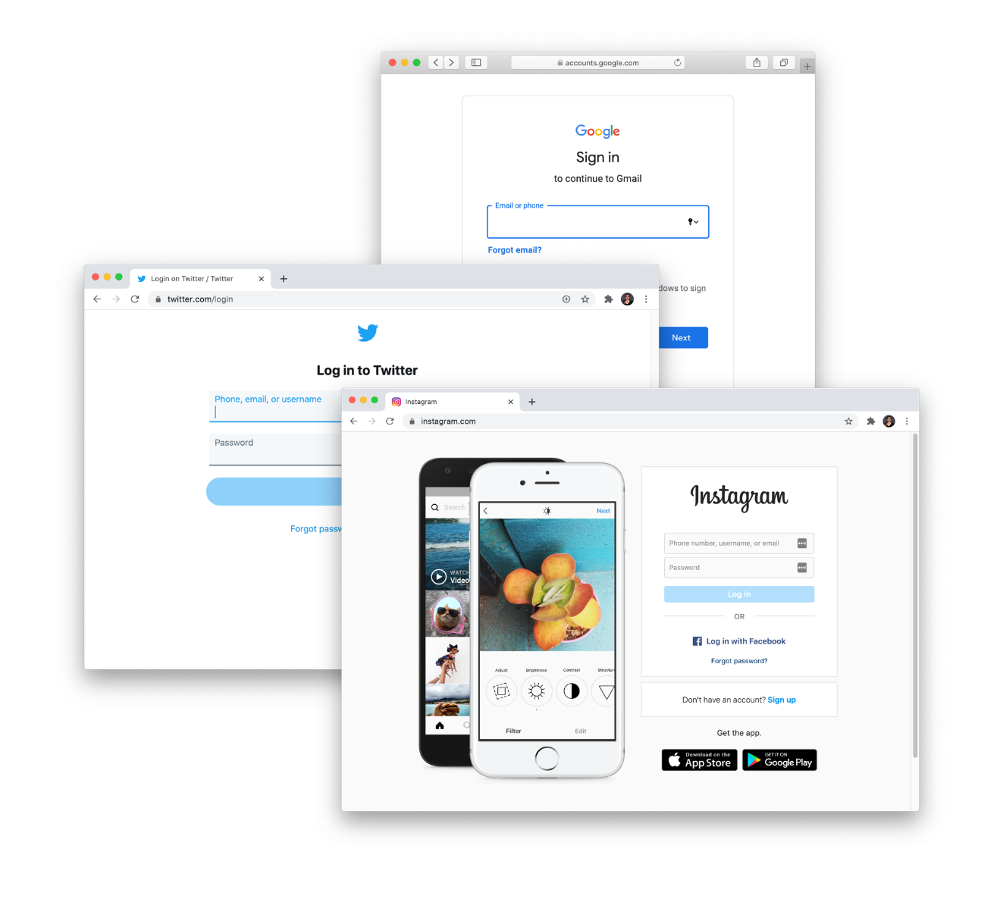 accounts.google.com
Google
Sign in
to continue to Gmail
Email or phone
Forgot email?
dows to sign
Next
Login on Twitter / Twitter
twitter.com/login
Log in to Twitter
Phone, email, or username
Password
Forgot passw
Instagram
instagram.com
Search
WATCH
Video
Next
Adjust Brightness Contrast Structure
Filter Edit
Instagram
Phone number, username, or email
Password
Log In
OR
Log in with Facebook
Forgot password?
Don't have an account? Sign up
Get the app.
Download on the
App Store
GET IT ON
Google Play